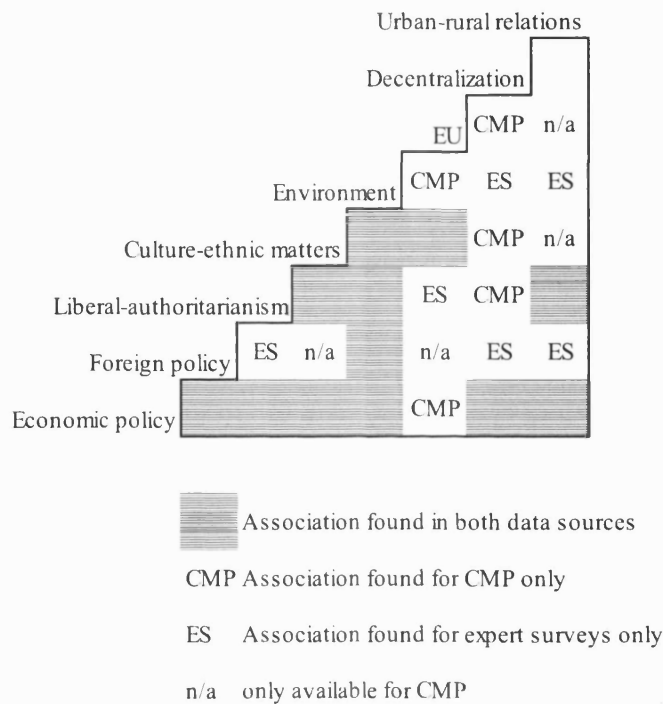 Urban-rural relations
Decentralization
EU CMP n/a
Environment CMP ES ES
Culture-ethnic matters CMP n/a
Liberal-authoritarianism ES CMP
Foreign policy ES n/a n/a ES ES
Economic policy CMP
Association found in both data sources
CMP Association found for CMP only
ES Association found for expert surveys only
n/a only available for CMP